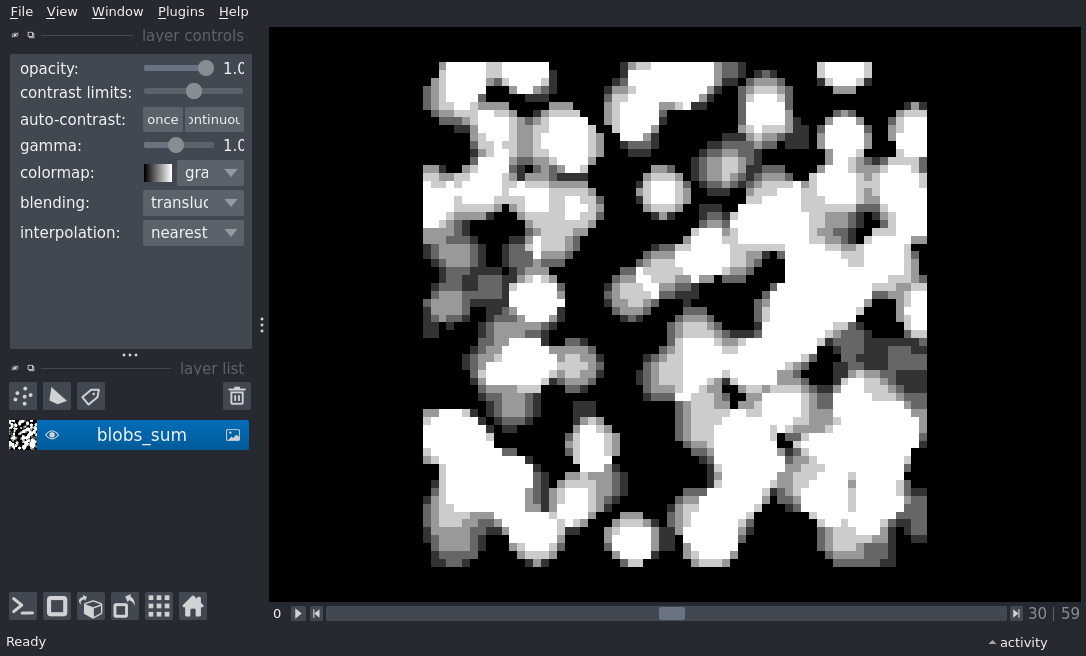 File View Window Plugins Help
layer controls
opacity: 1.0
contrast limits:
auto-contrast: once ontinuou
gamma: 1.0
colormap: gra
blending: transluc
interpolation: nearest
layer list
blobs_sum
0 30 | 59
Ready activity